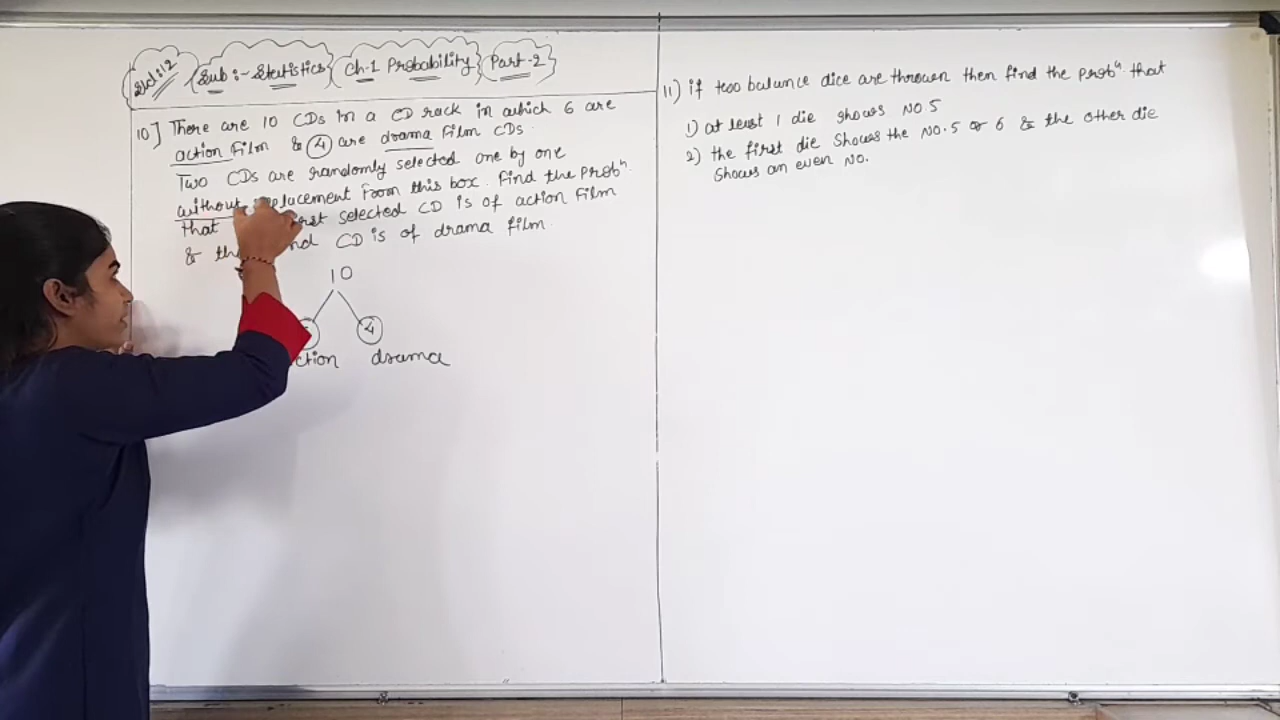 Std:12 Sub:- Statistics Ch-1 Probability Part-2
10] There are 10 CDs in a CD rack in which 6 are
action film & 4 are drama film CDs.
Two CDs are randomly selected one by one
without replacement from this box. Find the probⁿ.
that selected CD is of action film
& CD is of drama film.
10
4
drama
11) if two balance dice are thrown then find the probⁿ that
1) at least 1 die shows NO 5
2) the first die shows the NO. 5 or 6 & the other die
shows an even NO.